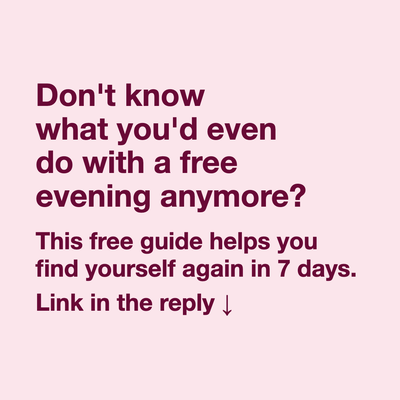 Don't know
what you'd even
do with a free
evening anymore?
This free guide helps you
find yourself again in 7 days.
Link in the reply ↓